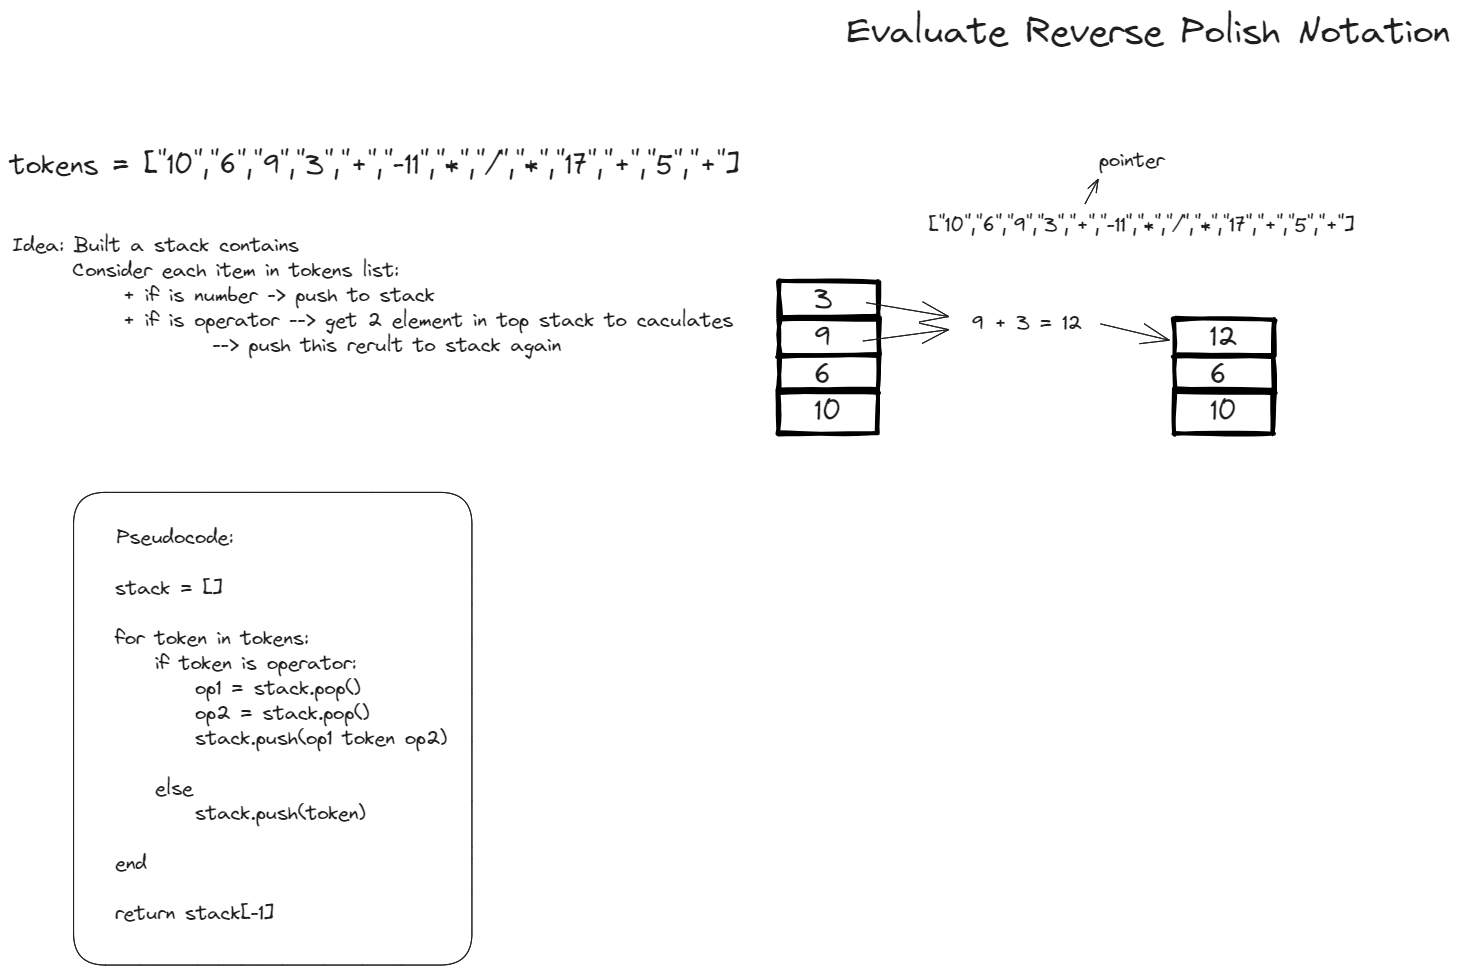 Evaluate Reverse Polish Notation
tokens = ["10","6","9","3","+","-11","*","/","*","17","+","5","+"]
Idea: Built a stack contains
Consider each item in tokens list:
+ if is number -> push to stack
+ if is operator --> get 2 element in top stack to caculates
--> push this rerult to stack again
pointer
["10","6","9","3","+","-11","*","/","*","17","+","5","+"]
3
9
6
10
9 + 3 = 12
12
6
10
Pseudocode:
stack = []
for token in tokens:
if token is operator:
op1 = stack.pop()
op2 = stack.pop()
stack.push(op1 token op2)
else
stack.push(token)
end
return stack[-1]